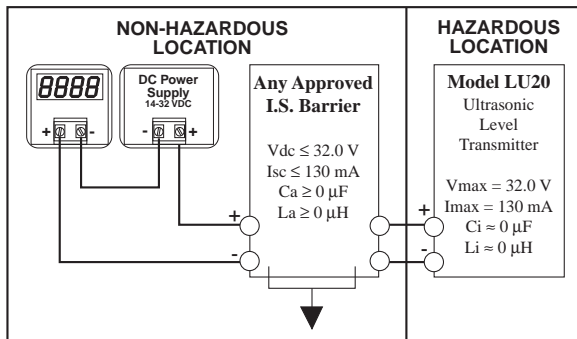 NON-HAZARDOUS
LOCATION
HAZARDOUS
LOCATION
8888
+ -
DC Power
Supply
14-32 VDC
- +
Any Approved
I.S. Barrier
Vdc ≤ 32.0 V
Isc ≤ 130 mA
Ca ≥ 0 µF
La ≥ 0 µH
+
-
Model LU20
Ultrasonic
Level
Transmitter
Vmax = 32.0 V
Imax = 130 mA
Ci ≈ 0 µF
Li ≈ 0 µH
+
-